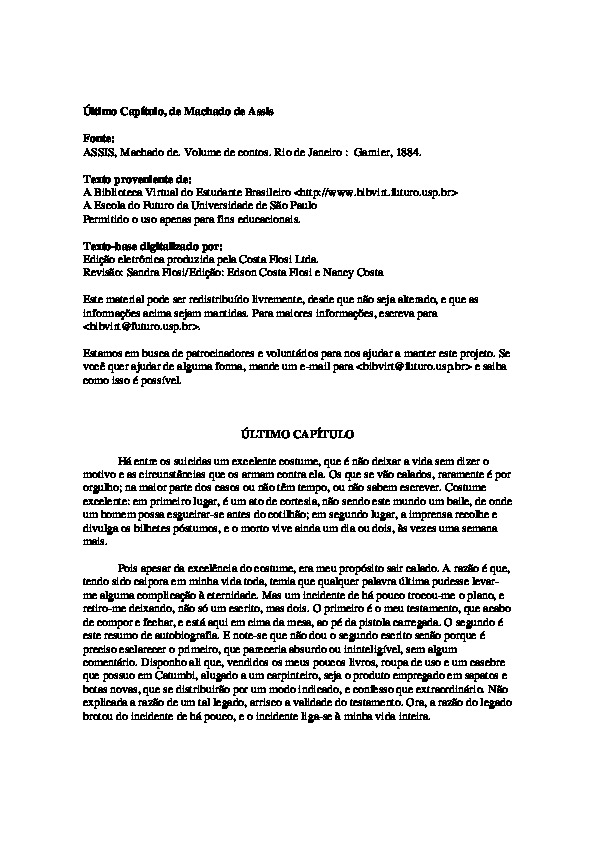 Último Capítulo, de Machado de Assis
Fonte:
ASSIS, Machado de. Volume de contos. Rio de Janeiro : Garnier, 1884.
Texto proveniente de:
A Biblioteca Virtual do Estudante Brasileiro <http://www.bibvirt.futuro.usp.br>
A Escola do Futuro da Universidade de São Paulo
Permitido o uso apenas para fins educacionais.
Texto-base digitalizado por:
Edição eletrônica produzida pela Costa Flosi Ltda.
Revisão: Sandra Flosi/Edição: Edson Costa Flosi e Nancy Costa
Este material pode ser redistribuído livremente, desde que não seja alterado, e que as
informações acima sejam mantidas. Para maiores informações, escreva para
<bibvirt@futuro.usp.br>.
Estamos em busca de patrocinadores e voluntários para nos ajudar a manter este projeto. Se
você quer ajudar de alguma forma, mande um e-mail para <bibvirt@futuro.usp.br> e saiba
como isso é possível.
ÚLTIMO CAPÍTULO
Há entre os suicidas um excelente costume, que é não deixar a vida sem dizer o
motivo e as circunstâncias que os armam contra ela. Os que se vão calados, raramente é por
orgulho; na maior parte dos casos ou não têm tempo, ou não sabem escrever. Costume
excelente: em primeiro lugar, é um ato de cortesia, não sendo este mundo um baile, de onde
um homem possa esgueirar-se antes do cotilhão; em segundo lugar, a imprensa recolhe e
divulga os bilhetes póstumos, e o morto vive ainda um dia ou dois, às vezes uma semana
mais.
Pois apesar da excelência do costume, era meu propósito sair calado. A razão é que,
tendo sido caipora em minha vida toda, temia que qualquer palavra última pudesse levar-
me alguma complicação à eternidade. Mas um incidente de há pouco trocou-me o plano, e
retiro-me deixando, não só um escrito, mas dois. O primeiro é o meu testamento, que acabo
de compor e fechar, e está aqui em cima da mesa, ao pé da pistola carregada. O segundo é
este resumo de autobiografia. E note-se que não dou o segundo escrito senão porque é
preciso esclarecer o primeiro, que pareceria absurdo ou ininteligível, sem algum
comentário. Disponho ali que, vendidos os meus poucos livros, roupa de uso e um casebre
que possuo em Catumbi, alugado a um carpinteiro, seja o produto empregado em sapatos e
botas novas, que se distribuirão por um modo indicado, e confesso que extraordinário. Não
explicada a razão de um tal legado, arrisco a validade do testamento. Ora, a razão do legado
brotou do incidente de há pouco, e o incidente liga-se à minha vida inteira.